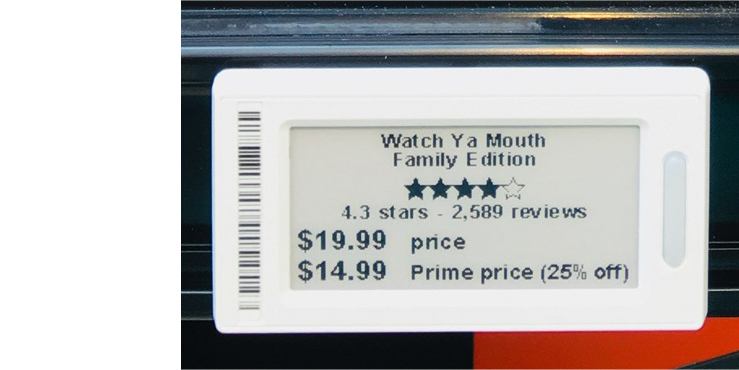 Watch Ya Mouth
Family Edition
4.3 stars - 2,589 reviews
$19.99 price
$14.99 Prime price (25% off)